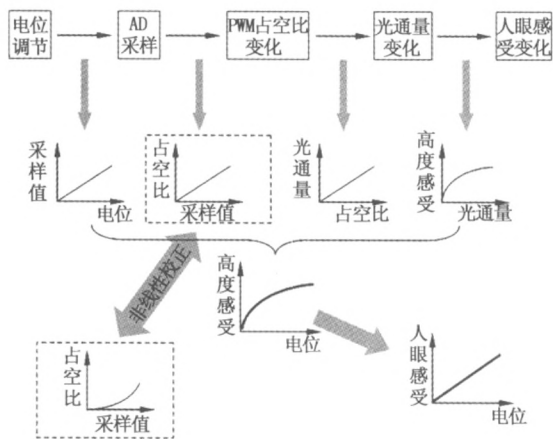 电位
调节
AD
采样
PWM占空比
变化
光通量
变化
人眼感
受变化
采样值
电位
占空比
采样值
光通量
占空比
高度感受
光通量
非线性校正
高度感受
电位
占空比
采样值
人眼感受
电位